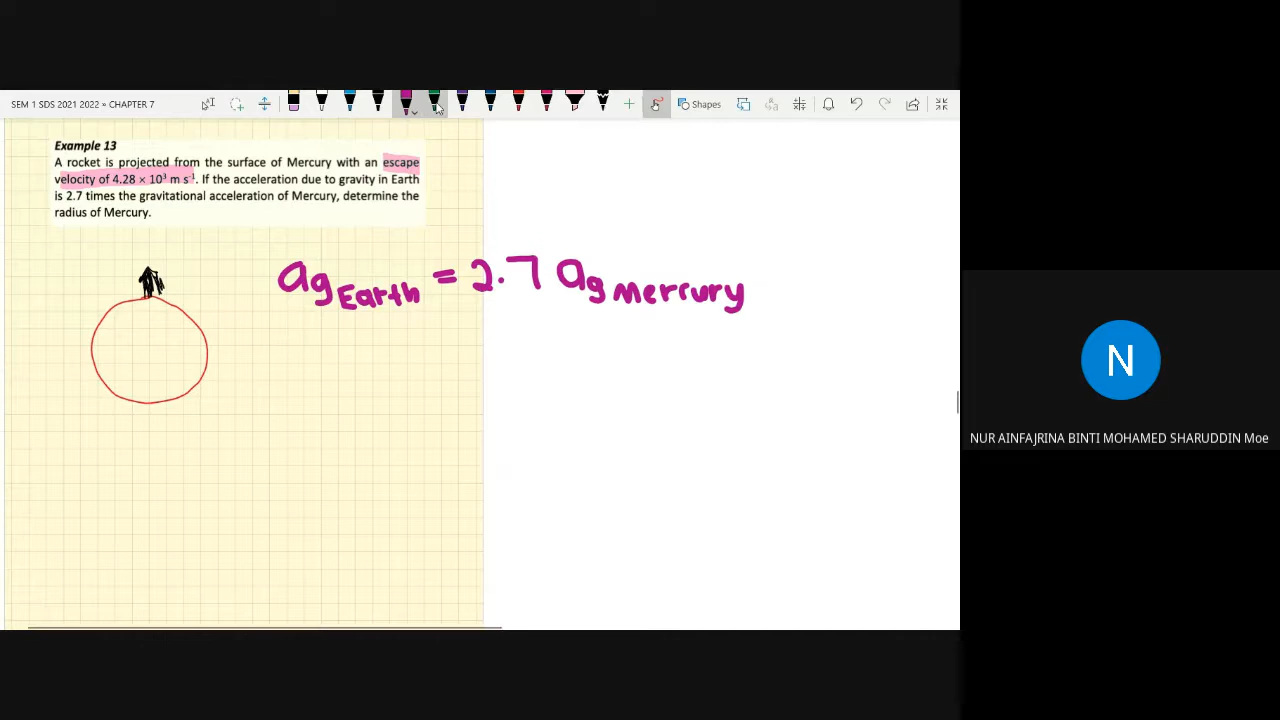 SEM 1 SDS 2021 2022 » CHAPTER 7
Shapes
Example 13
A rocket is projected from the surface of Mercury with an escape
velocity of 4.28 × 10³ m s⁻¹. If the acceleration due to gravity in Earth
is 2.7 times the gravitational acceleration of Mercury, determine the
radius of Mercury.
ag Earth = 2.7 ag Mercury
N
NUR AINFAJRINA BINTI MOHAMED SHARUDDIN Moe